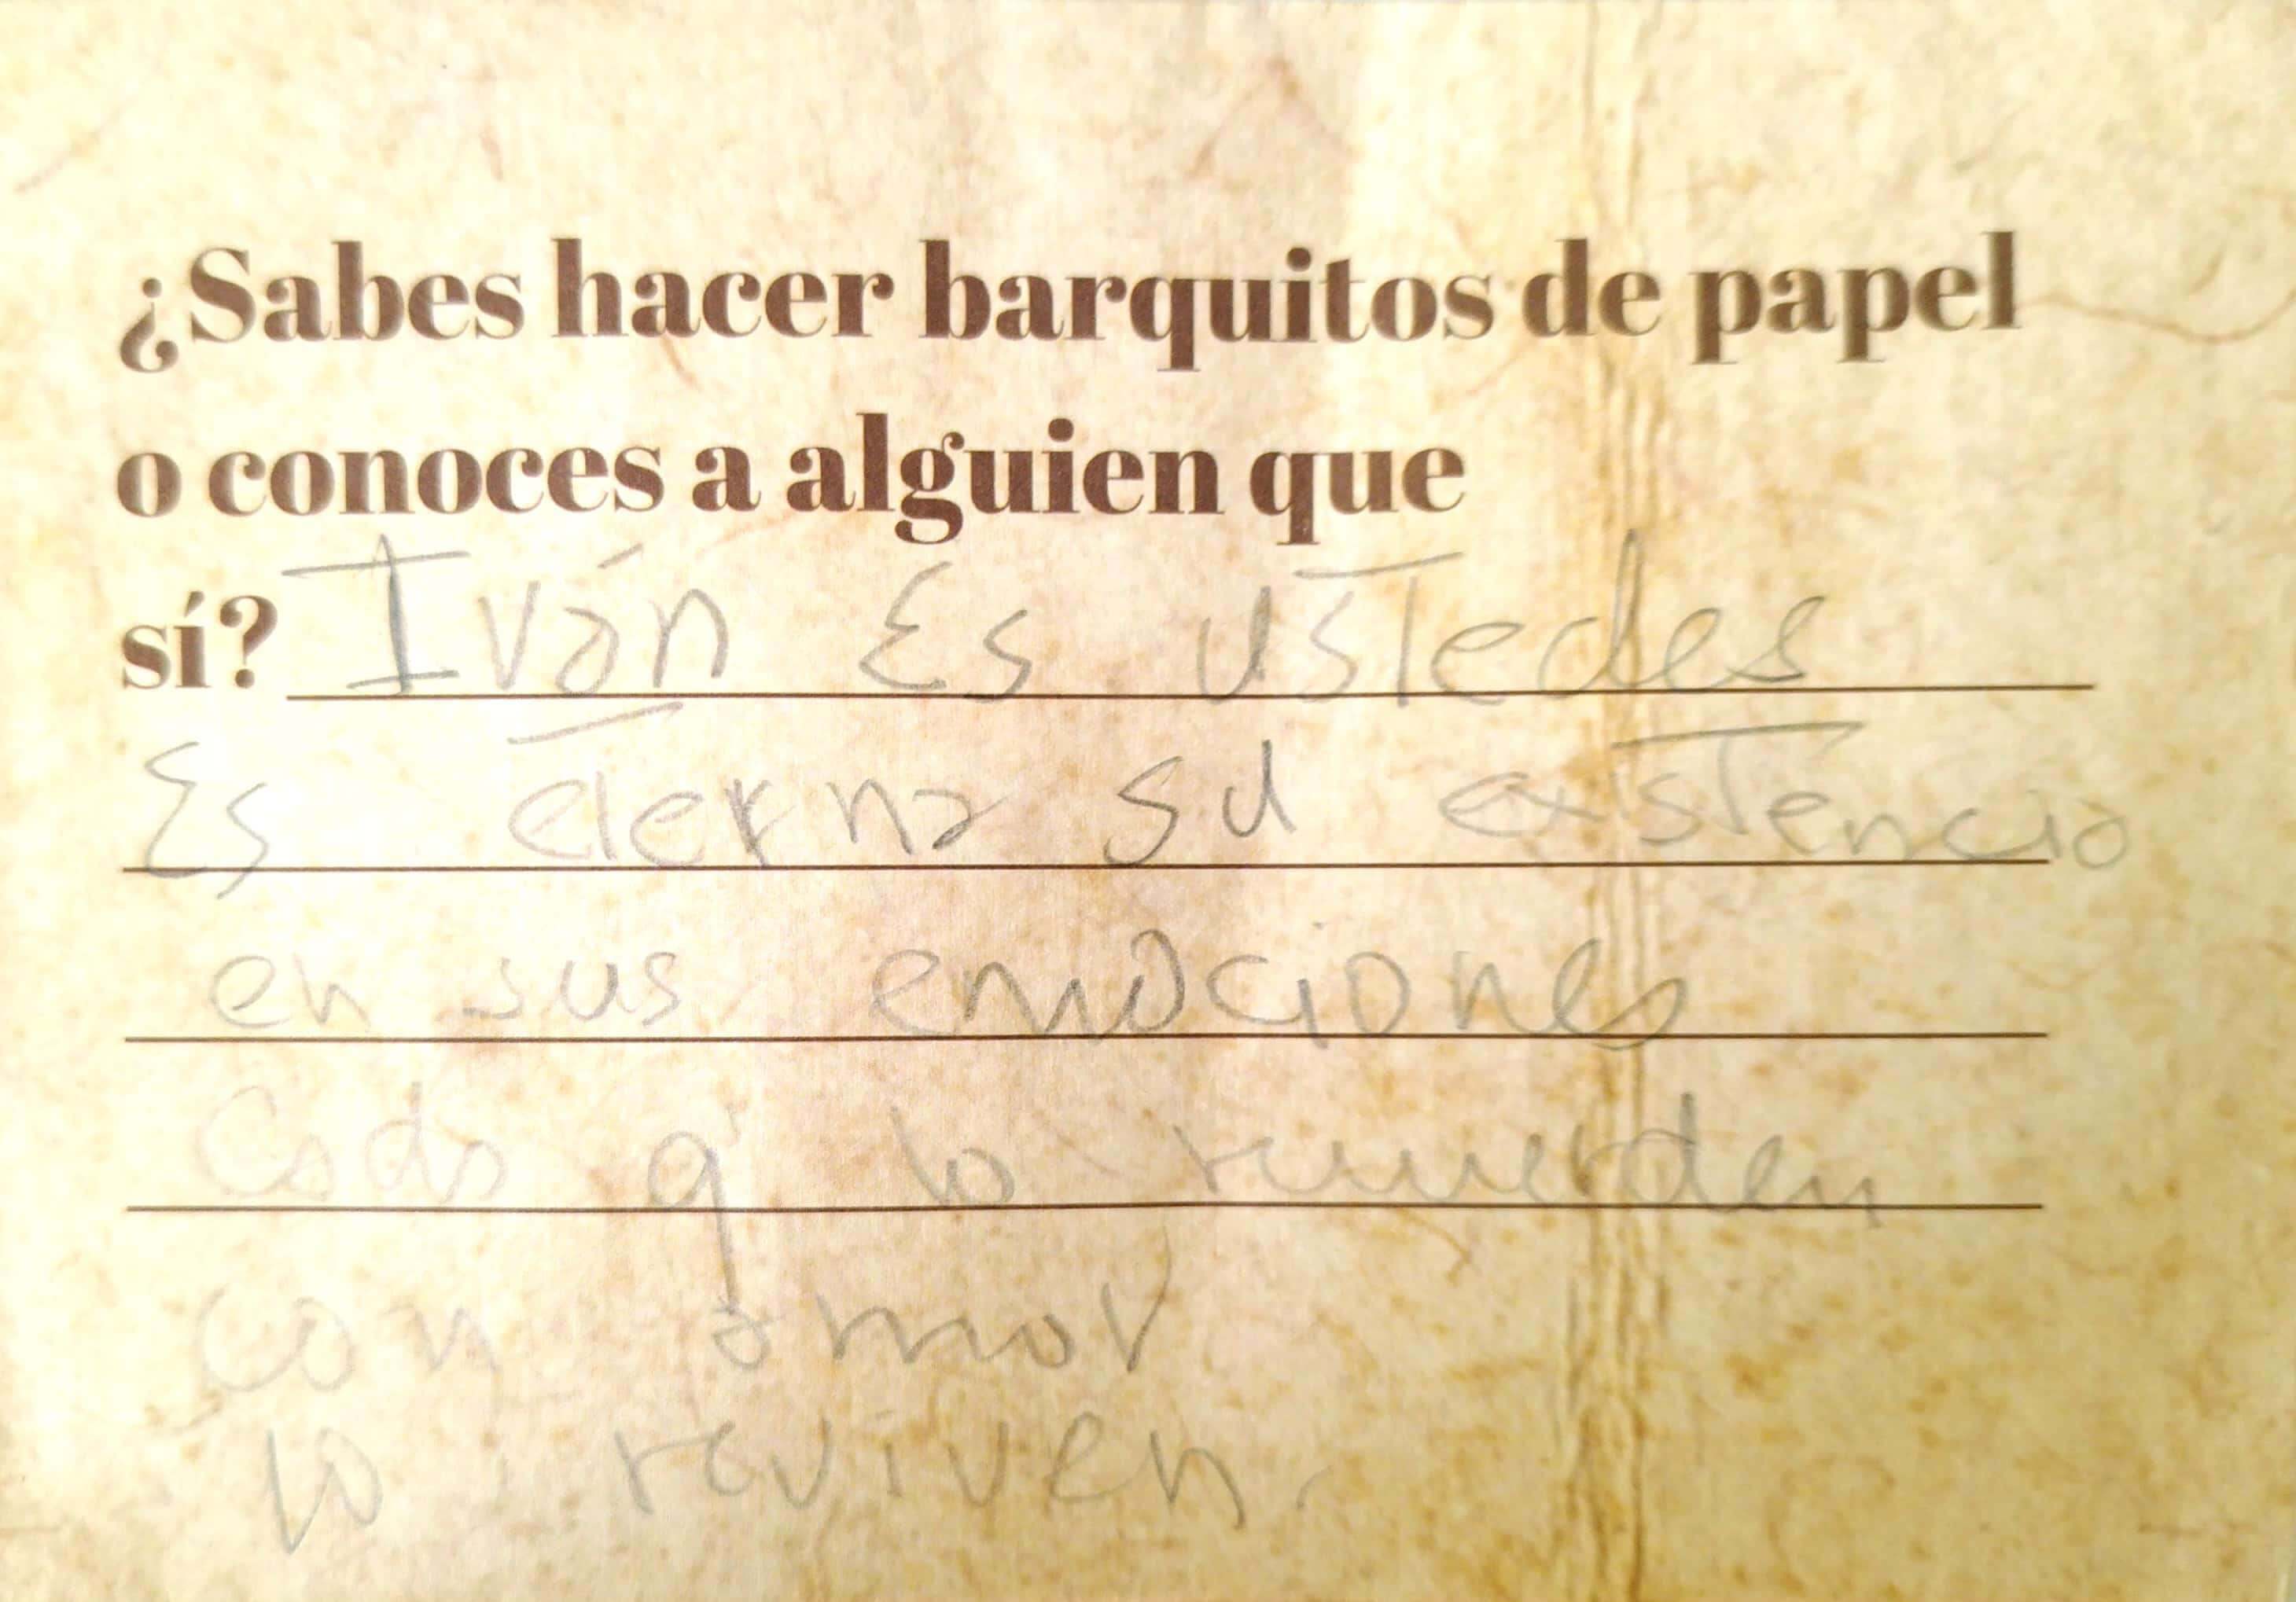 ¿Sabes hacer barquitos de papel
o conoces a alguien que
sí? Iván Es ustedes
Es eterna su existencia
en sus emociones
Cada q' lo recuerden
con amor
lo reviven.